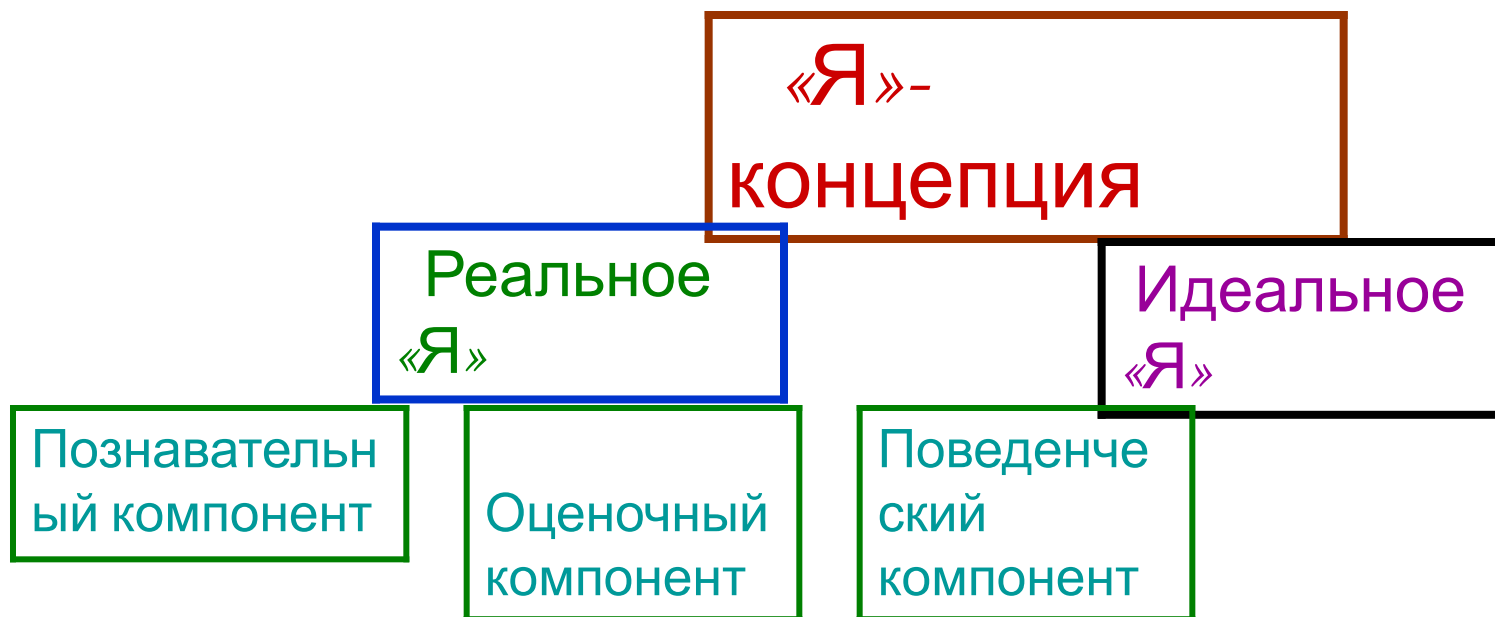 «Я»-
концепция
Реальное
«Я»
Идеальное
«Я»
Познавательн
ый компонент
Оценочный
компонент
Поведенче
ский
компонент